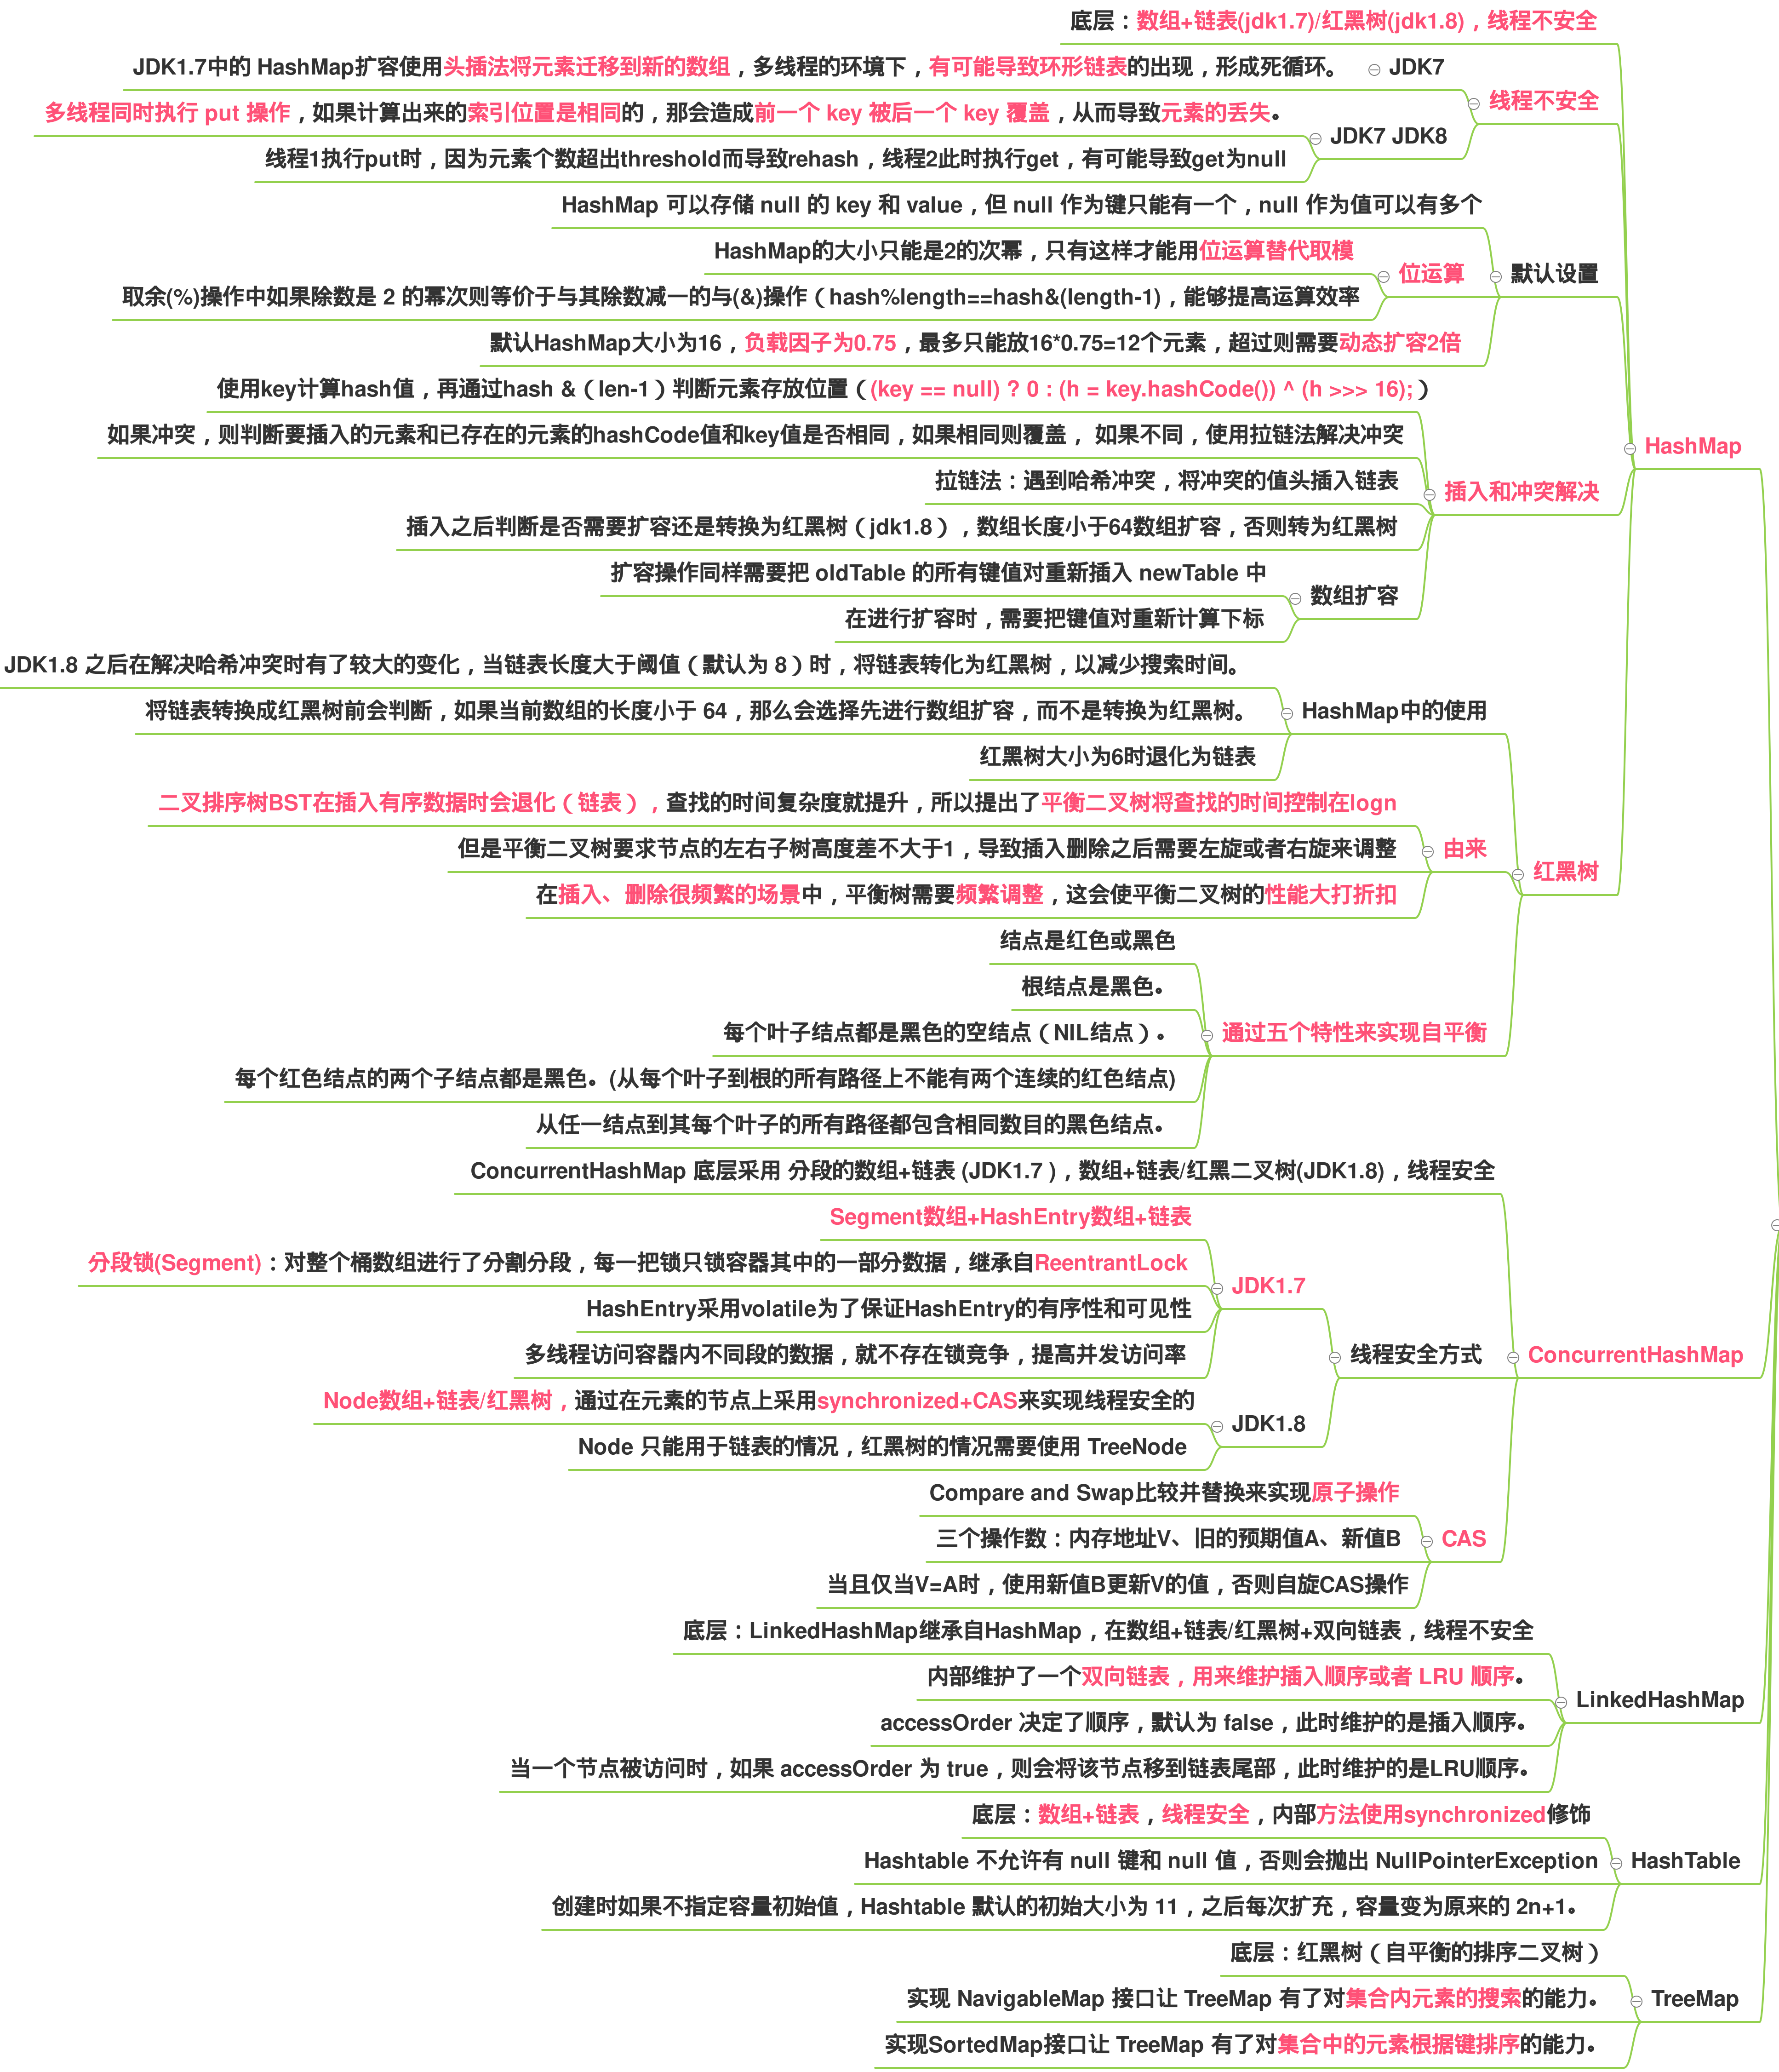 底层：数组+链表(jdk1.7)/红黑树(jdk1.8)，线程不安全
JDK1.7中的 HashMap扩容使用头插法将元素迁移到新的数组，多线程的环境下，有可能导致环形链表的出现，形成死循环。
JDK7
线程不安全
多线程同时执行 put 操作，如果计算出来的索引位置是相同的，那会造成前一个 key 被后一个 key 覆盖，从而导致元素的丢失。
JDK7 JDK8
线程1执行put时，因为元素个数超出threshold而导致rehash，线程2此时执行get，有可能导致get为null
HashMap 可以存储 null 的 key 和 value，但 null 作为键只能有一个，null 作为值可以有多个
HashMap的大小只能是2的次幂，只有这样才能用位运算替代取模
位运算
默认设置
取余(%)操作中如果除数是 2 的幂次则等价于与其除数减一的与(&)操作（hash%length==hash&(length-1)，能够提高运算效率
默认HashMap大小为16，负载因子为0.75，最多只能放16*0.75=12个元素，超过则需要动态扩容2倍
使用key计算hash值，再通过hash &（len-1）判断元素存放位置（(key == null) ? 0 : (h = key.hashCode()) ^ (h >>> 16);）
如果冲突，则判断要插入的元素和已存在的元素的hashCode值和key值是否相同，如果相同则覆盖， 如果不同，使用拉链法解决冲突
HashMap
拉链法：遇到哈希冲突，将冲突的值头插入链表
插入和冲突解决
插入之后判断是否需要扩容还是转换为红黑树（jdk1.8），数组长度小于64数组扩容，否则转为红黑树
扩容操作同样需要把 oldTable 的所有键值对重新插入 newTable 中
数组扩容
在进行扩容时，需要把键值对重新计算下标
JDK1.8 之后在解决哈希冲突时有了较大的变化，当链表长度大于阈值（默认为 8）时，将链表转化为红黑树，以减少搜索时间。
将链表转换成红黑树前会判断，如果当前数组的长度小于 64，那么会选择先进行数组扩容，而不是转换为红黑树。
HashMap中的使用
红黑树大小为6时退化为链表
二叉排序树BST在插入有序数据时会退化（链表），查找的时间复杂度就提升，所以提出了平衡二叉树将查找的时间控制在logn
但是平衡二叉树要求节点的左右子树高度差不大于1，导致插入删除之后需要左旋或者右旋来调整
由来
红黑树
在插入、删除很频繁的场景中，平衡树需要频繁调整，这会使平衡二叉树的性能大打折扣
结点是红色或黑色
根结点是黑色。
每个叶子结点都是黑色的空结点（NIL结点）。
通过五个特性来实现自平衡
每个红色结点的两个子结点都是黑色。(从每个叶子到根的所有路径上不能有两个连续的红色结点)
从任一结点到其每个叶子的所有路径都包含相同数目的黑色结点。
ConcurrentHashMap 底层采用 分段的数组+链表 (JDK1.7 )，数组+链表/红黑二叉树(JDK1.8)，线程安全
Segment数组+HashEntry数组+链表
分段锁(Segment)：对整个桶数组进行了分割分段，每一把锁只锁容器其中的一部分数据，继承自ReentrantLock
JDK1.7
HashEntry采用volatile为了保证HashEntry的有序性和可见性
多线程访问容器内不同段的数据，就不存在锁竞争，提高并发访问率
线程安全方式
ConcurrentHashMap
Node数组+链表/红黑树，通过在元素的节点上采用synchronized+CAS来实现线程安全的
JDK1.8
Node 只能用于链表的情况，红黑树的情况需要使用 TreeNode
Compare and Swap比较并替换来实现原子操作
三个操作数：内存地址V、旧的预期值A、新值B
CAS
当且仅当V=A时，使用新值B更新V的值，否则自旋CAS操作
底层：LinkedHashMap继承自HashMap，在数组+链表/红黑树+双向链表，线程不安全
内部维护了一个双向链表，用来维护插入顺序或者 LRU 顺序。
LinkedHashMap
accessOrder 决定了顺序，默认为 false，此时维护的是插入顺序。
当一个节点被访问时，如果 accessOrder 为 true，则会将该节点移到链表尾部，此时维护的是LRU顺序。
底层：数组+链表，线程安全，内部方法使用synchronized修饰
Hashtable 不允许有 null 键和 null 值，否则会抛出 NullPointerException
HashTable
创建时如果不指定容量初始值，Hashtable 默认的初始大小为 11，之后每次扩充，容量变为原来的 2n+1。
底层：红黑树（自平衡的排序二叉树）
实现 NavigableMap 接口让 TreeMap 有了对集合内元素的搜索的能力。
TreeMap
实现SortedMap接口让 TreeMap 有了对集合中的元素根据键排序的能力。